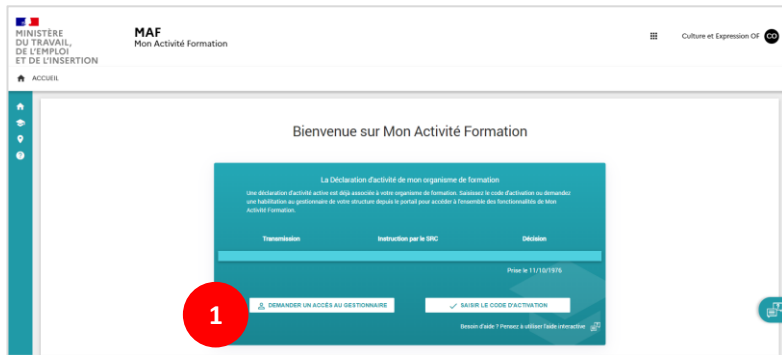 MINISTÈRE
DU TRAVAIL,
DE L'EMPLOI
ET DE L'INSERTION
MAF
Mon Activité Formation
Culture et Expression OF CO
ACCUEIL
Bienvenue sur Mon Activité Formation
La Déclaration d'activité de mon organisme de formation
Une déclaration d'activité active est déjà associée à votre organisme de formation. Saisissez le code d'activation ou demandez
une habilitation au gestionnaire de votre structure depuis le portail pour accéder à l'ensemble des fonctionnalités de Mon
Activité Formation.
Transmission Instruction par le SRC Décision
Prise le 11/10/1976
1
DEMANDER UN ACCÈS AU GESTIONNAIRE SAISIR LE CODE D'ACTIVATION
Besoin d'aide ? Pensez à utiliser l'aide interactive